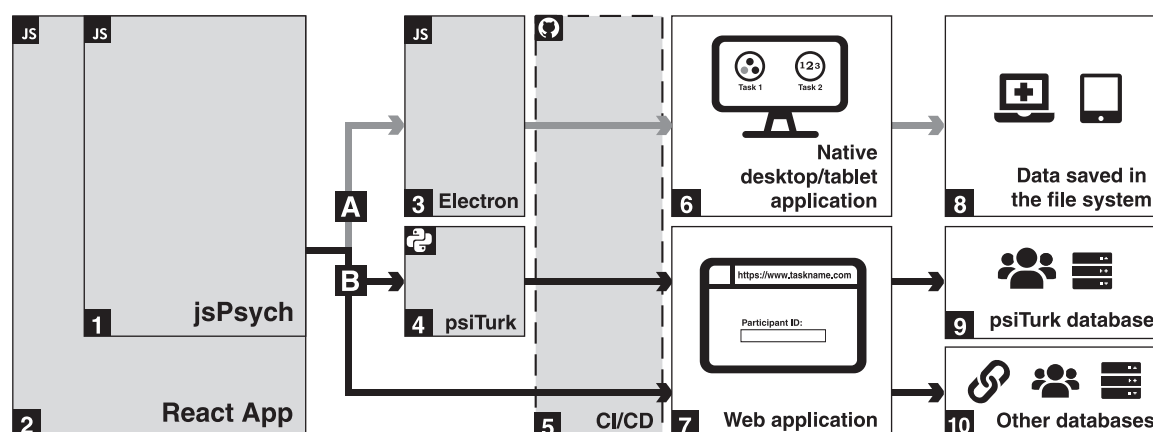 JS
JS
1 jsPsych
2 React App
A
B
JS
3 Electron
4 psiTurk
5 CI/CD
Task 1
123
Task 2
Native
desktop/tablet
application
6
https://www.taskname.com
Participant ID:
7 Web application
Data saved in
the file system
8
9 psiTurk database
10 Other databases